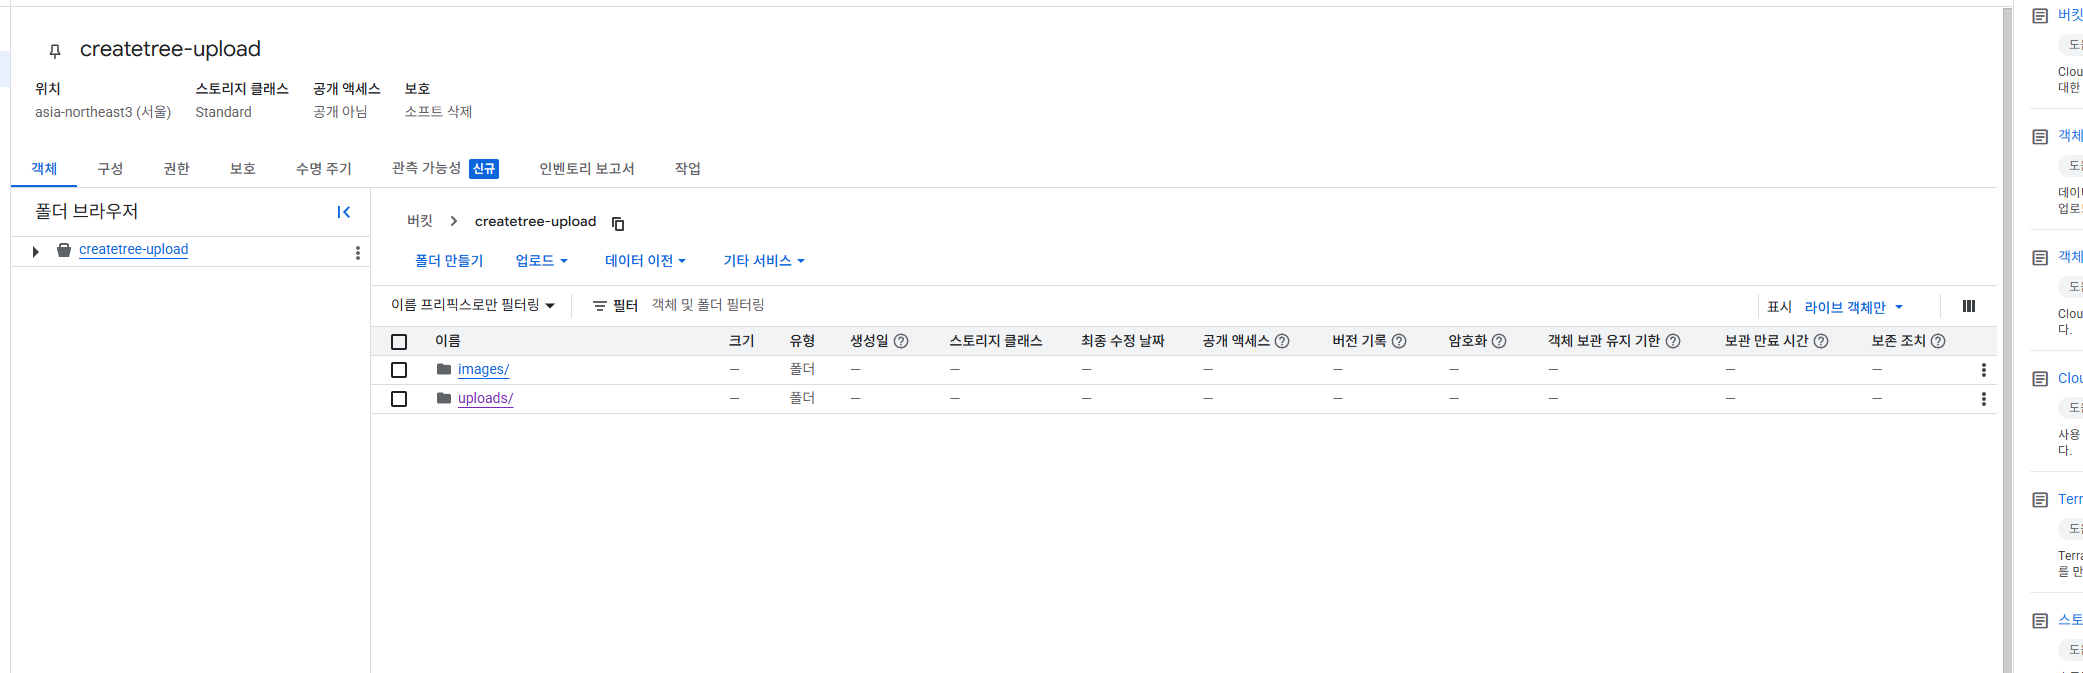 createtree-upload
위치 스토리지 클래스 공개 액세스 보호
asia-northeast3 (서울) Standard 공개 아님 소프트 삭제
객체 구성 권한 보호 수명 주기 관측 가능성 신규 인벤토리 보고서 작업
폴더 브라우저
createtree-upload
버킷 createtree-upload
폴더 만들기 업로드 데이터 이전 기타 서비스
이름 프리픽스로만 필터링 필터 객체 및 폴더 필터링 표시 라이브 객체만
이름 크기 유형 생성일 스토리지 클래스 최종 수정 날짜 공개 액세스 버전 기록 암호화 객체 보관 유지 기한 보관 만료 시간 보존 조치
images/ — 폴더 — — — — — — — — —
uploads/ — 폴더 — — — — — — — — —
버킷
Clou
대한
객체
업로
객체
Clou
다.
Clou
사용
다.
Terr
Terra
를 만